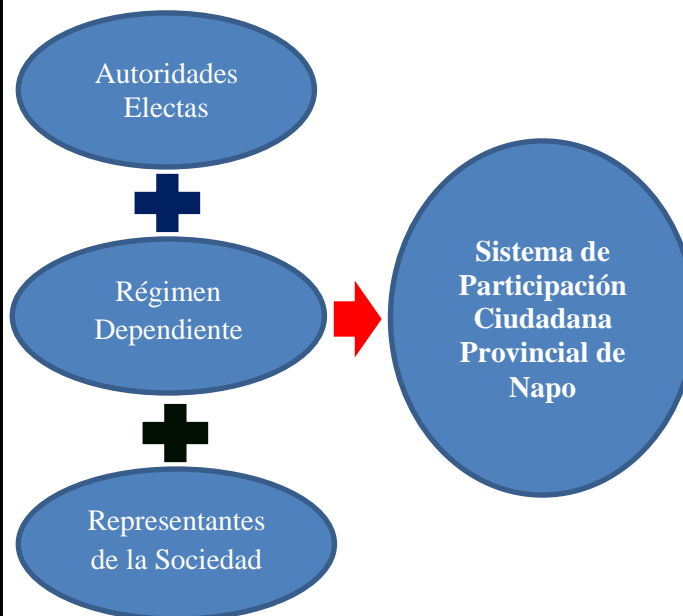 Autoridades
Electas
Régimen
Dependiente
Representantes
de la Sociedad
Sistema de
Participación
Ciudadana
Provincial de
Napo